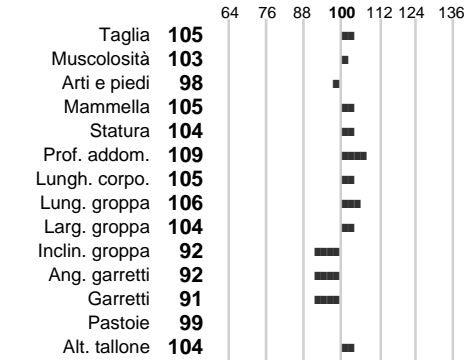 64 76 88 100 112 124 136
Taglia 105
Muscolosità 103
Arti e piedi 98
Mammella 105
Statura 104
Prof. addom. 109
Lungh. corpo. 105
Lung. groppa 106
Larg. groppa 104
Inclin. groppa 92
Ang. garretti 92
Garretti 91
Pastoie 99
Alt. tallone 104